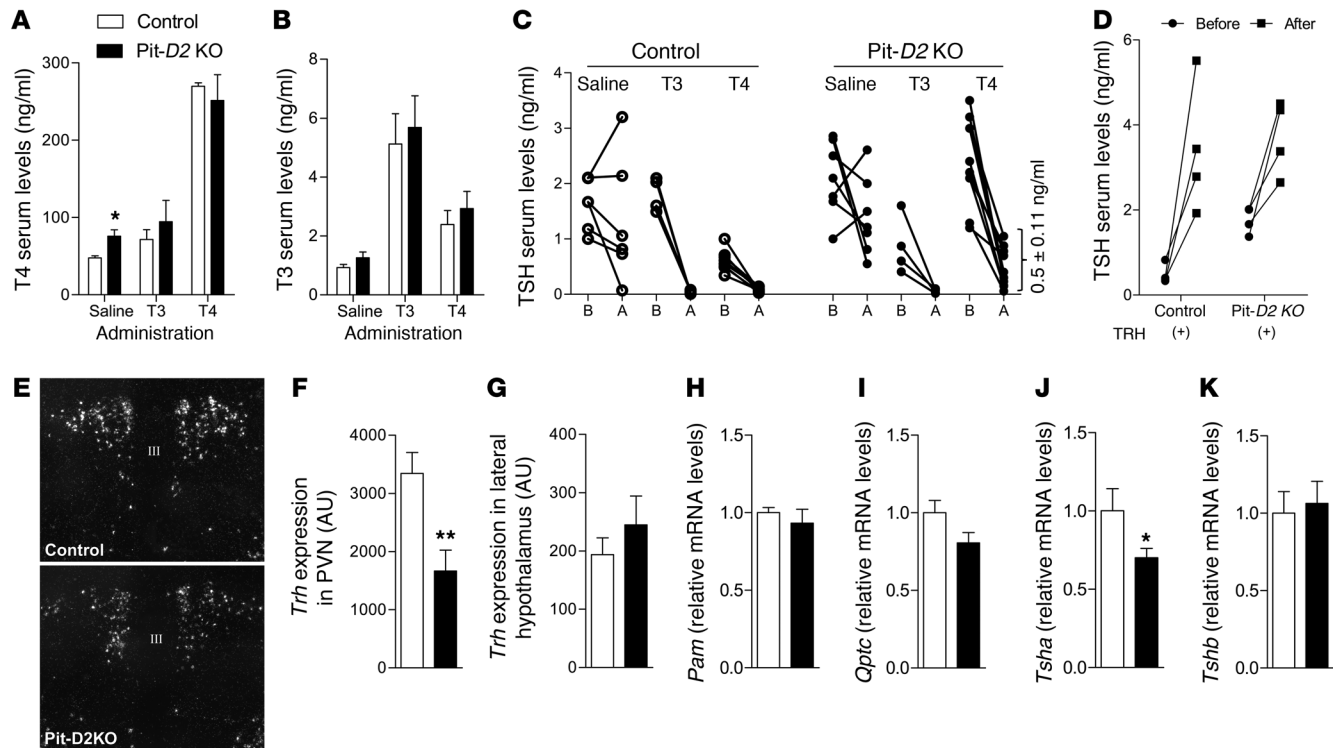 A
Control
Pit-D2 KO
T4 serum levels (ng/ml)
300
200
100
0
*
Saline
T3
T4
Administration
B
T3 serum levels (ng/ml)
8
6
4
2
0
Saline
T3
T4
Administration
C
Control
Pit-D2 KO
Saline T3 T4
Saline T3 T4
TSH serum levels (ng/ml)
4
3
2
1
0
B A B A B A
B A B A B A
0.5 ± 0.11 ng/ml
D
Before
After
TSH serum levels (ng/ml)
6
4
2
0
Control Pit-D2 KO
TRH (+) (+)
E
III
Control
III
Pit-D2KO
F
Trh expression
in PVN (AU)
4000
3000
2000
1000
0
**
G
Trh expression in lateral
hypothalamus (AU)
400
300
200
100
0
H
Pam (relative mRNA levels)
1.5
1.0
0.5
0.0
I
Qptc (relative mRNA levels)
1.5
1.0
0.5
0.0
J
Tsha (relative mRNA levels)
1.5
1.0
0.5
0.0
*
K
Tshb (relative mRNA levels)
1.5
1.0
0.5
0.0